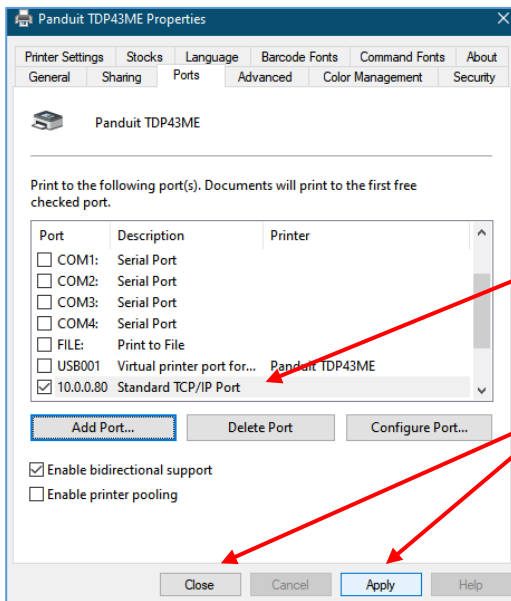 Panduit TDP43ME Properties
Printer Settings Stocks Language Barcode Fonts Command Fonts About
General Sharing Ports Advanced Color Management Security
Panduit TDP43ME
Print to the following port(s). Documents will print to the first free
checked port.
Port Description Printer
COM1: Serial Port
COM2: Serial Port
COM3: Serial Port
COM4: Serial Port
FILE: Print to File
USB001 Virtual printer port for... Panduit TDP43ME
10.0.0.80 Standard TCP/IP Port
Add Port... Delete Port Configure Port...
Enable bidirectional support
Enable printer pooling
Close Cancel Apply Help